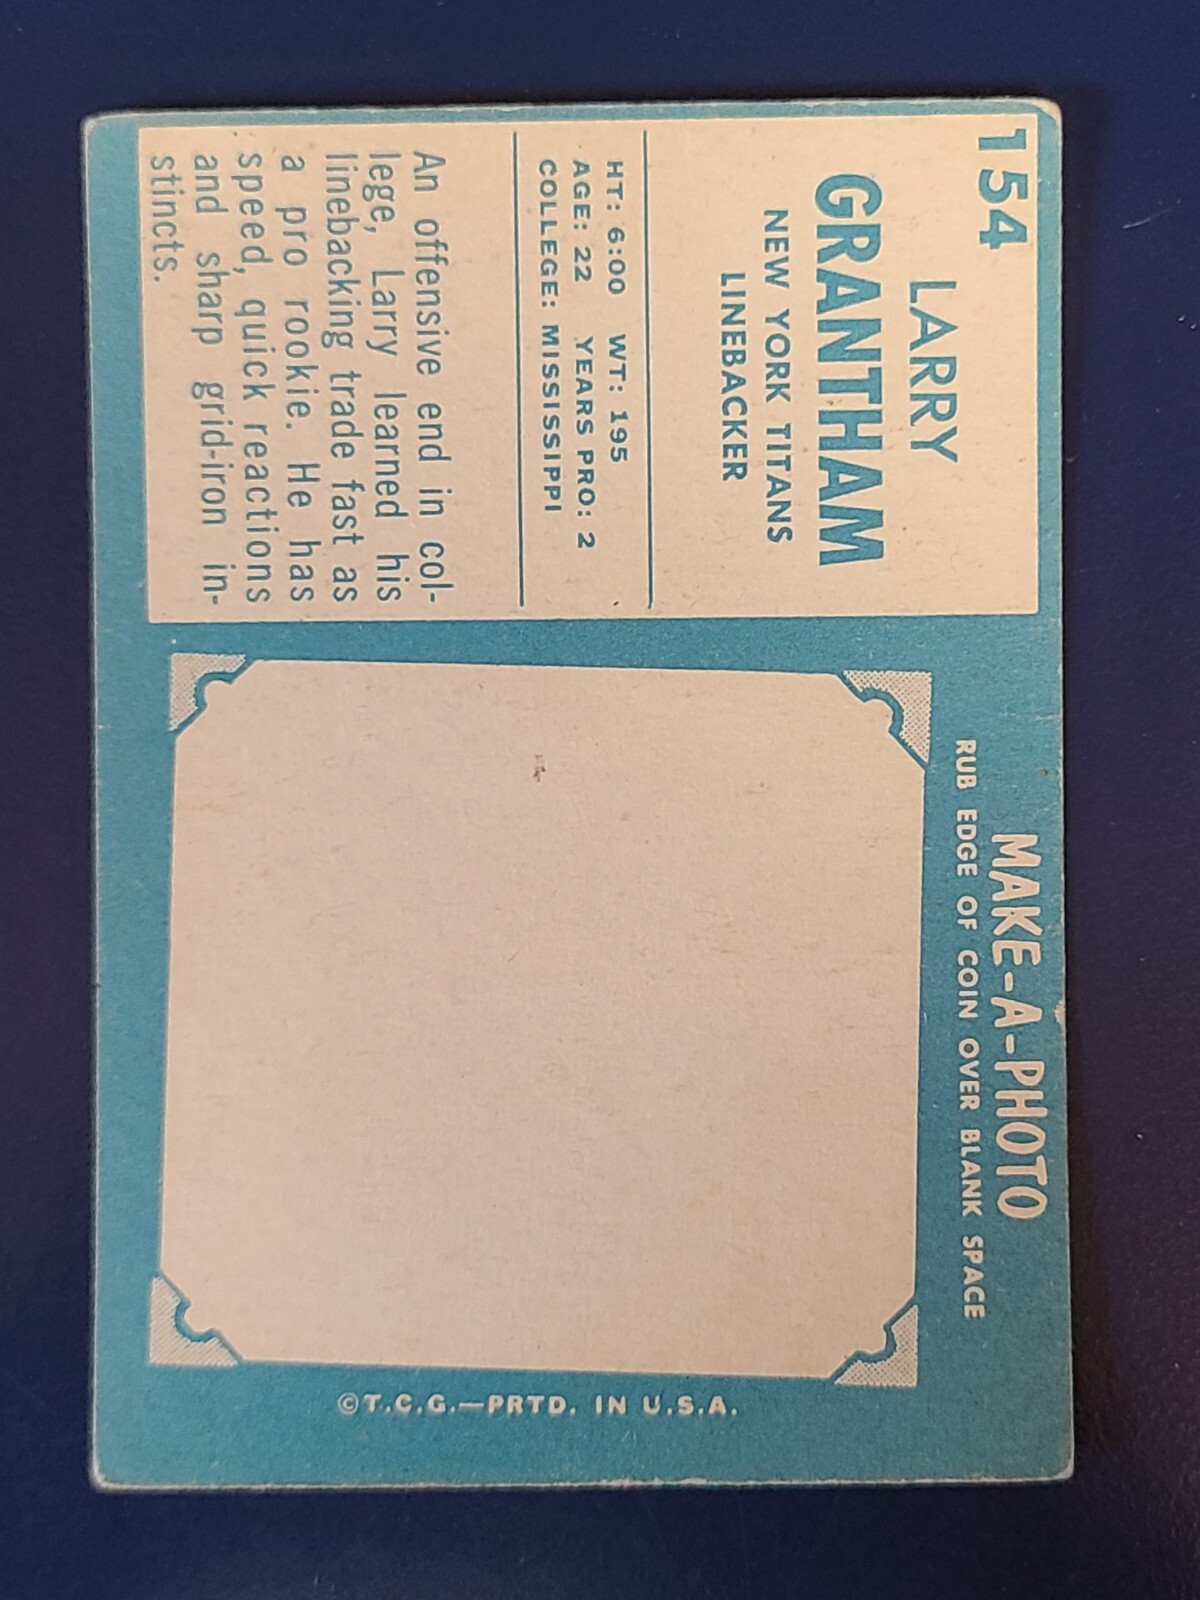 154
LARRY
GRANTHAM
NEW YORK TITANS
LINEBACKER
HT: 6:00 WT: 195
AGE: 22 YEARS PRO: 2
COLLEGE: MISSISSIPPI
An offensive end in col-
lege, Larry learned his
linebacking trade fast as
a pro rookie. He has
speed, quick reactions
and sharp grid-iron in-
stincts.
MAKE-A-PHOTO
RUB EDGE OF COIN OVER BLANK SPACE
©T.C.G.—PRTD. IN U.S.A.